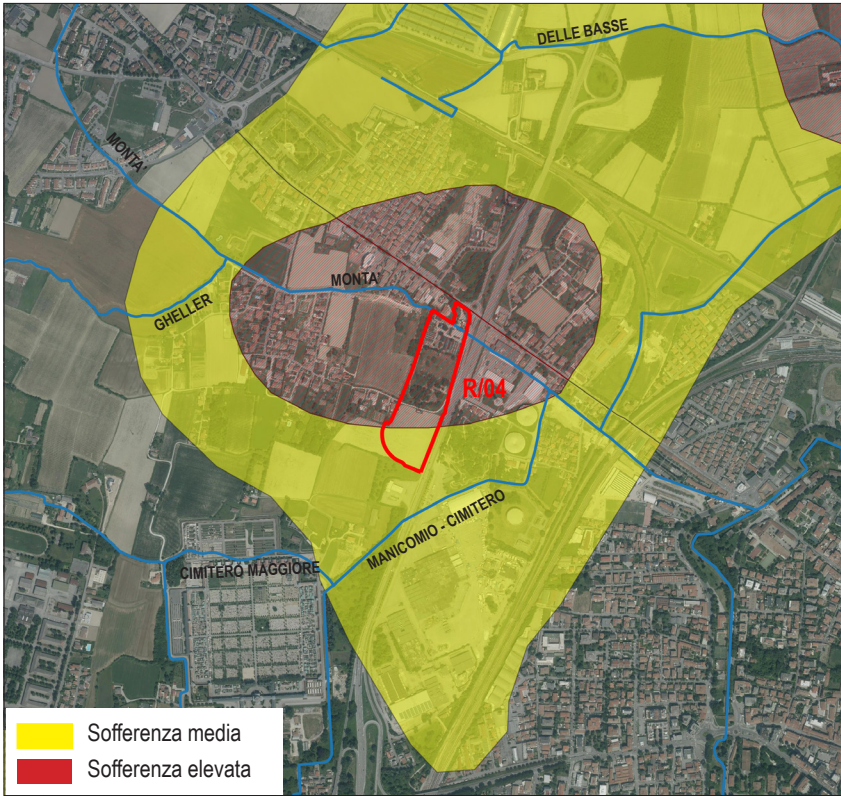 DELLE BASSE
MONTA'
MONTA'
GHELLER
R/04
MANICOMIO - CIMITERO
CIMITERO MAGGIORE
Sofferenza media
Sofferenza elevata